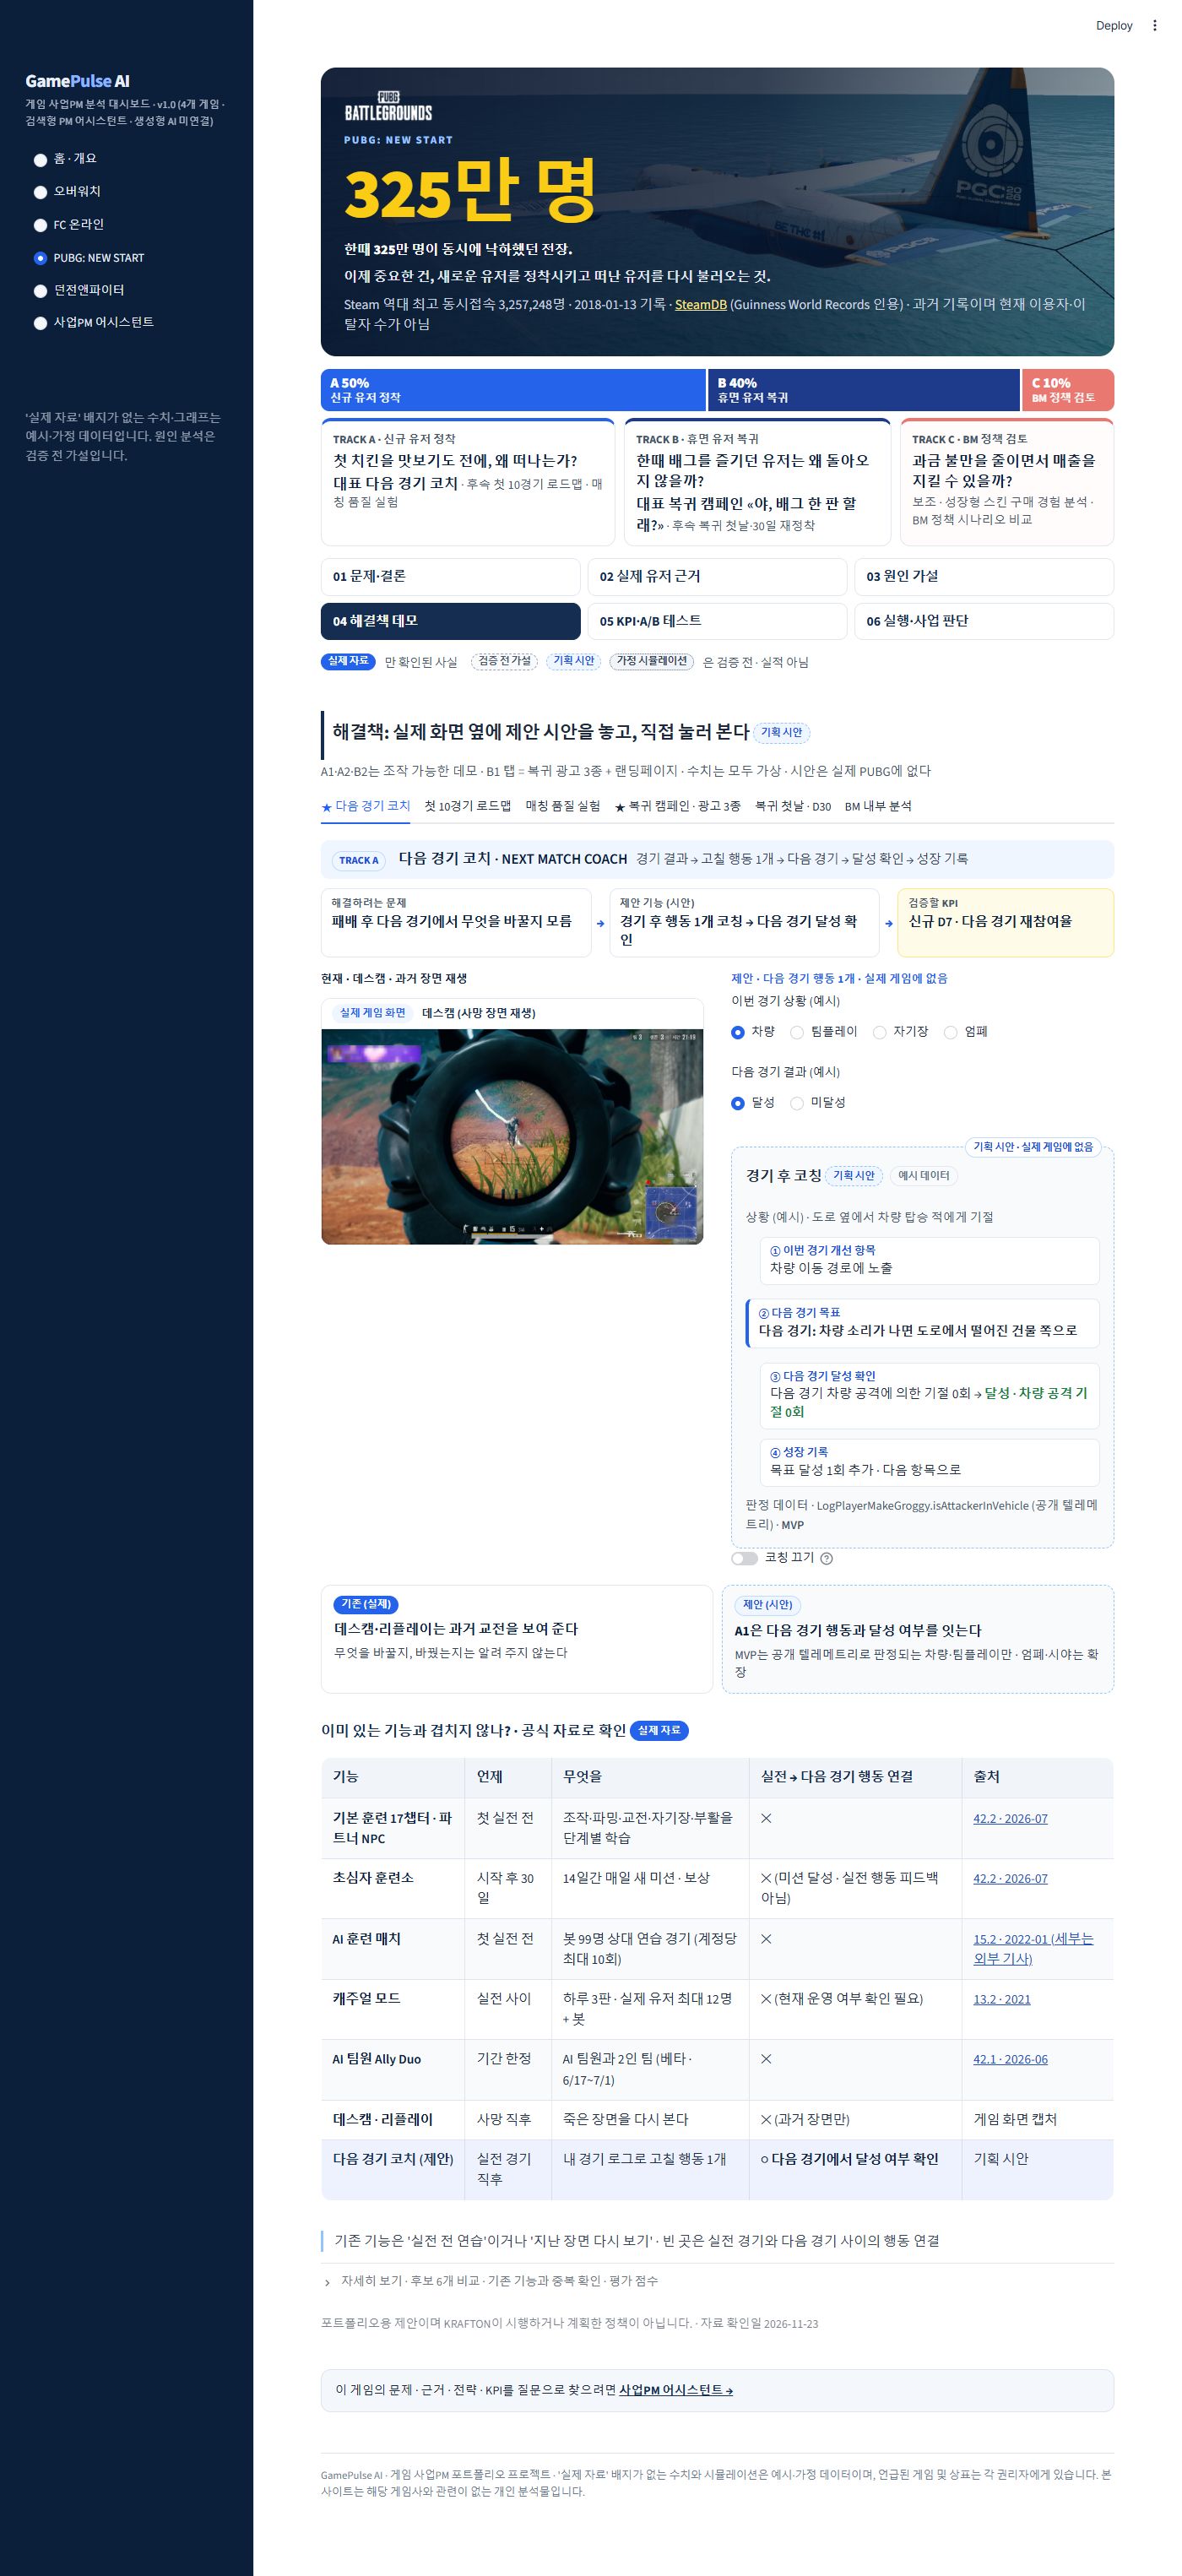 Deploy
GamePulse AI
게임 사업PM 분석 대시보드 · v1.0 (4개 게임 ·
검색형 PM 어시스턴트 · 생성형 AI 미연결)
홈 · 개요
오버워치
FC 온라인
PUBG: NEW START
던전앤파이터
사업PM 어시스턴트
'실제 자료' 배지가 없는 수치·그래프는
예시·가정 데이터입니다. 원인 분석은
검증 전 가설입니다.
PUBG
BATTLEGROUNDS
PUBG: NEW START
325만 명
한때 325만 명이 동시에 낙하했던 전장.
이제 중요한 건, 새로운 유저를 정착시키고 떠난 유저를 다시 불러오는 것.
Steam 역대 최고 동시접속 3,257,248명 · 2018-01-13 기록 · SteamDB (Guinness World Records 인용) · 과거 기록이며 현재 이용자·이
탈자 수가 아님
A 50%
신규 유저 정착
B 40%
휴면 유저 복귀
C 10%
BM 정책 검토
TRACK A · 신규 유저 정착
첫 치킨을 맛보기도 전에, 왜 떠나는가?
대표 다음 경기 코치 · 후속 첫 10경기 로드맵 · 매
칭 품질 실험
TRACK B · 휴면 유저 복귀
한때 배그를 즐기던 유저는 왜 돌아오
지 않을까?
대표 복귀 캠페인 «야, 배그 한 판 할
래?» · 후속 복귀 첫날·30일 재정착
TRACK C · BM 정책 검토
과금 불만을 줄이면서 매출을
지킬 수 있을까?
보조 · 성장형 스킨 구매 경험 분석 ·
BM 정책 시나리오 비교
01 문제·결론
02 실제 유저 근거
03 원인 가설
04 해결책 데모
05 KPI·A/B 테스트
06 실행·사업 판단
실제 자료 만 확인된 사실 검증 전 가설 기획 시안 가정 시뮬레이션 은 검증 전 · 실적 아님
해결책: 실제 화면 옆에 제안 시안을 놓고, 직접 눌러 본다 기획 시안
A1·A2·B2는 조작 가능한 데모 · B1 탭 = 복귀 광고 3종 + 랜딩페이지 · 수치는 모두 가상 · 시안은 실제 PUBG에 없다
★ 다음 경기 코치 첫 10경기 로드맵 매칭 품질 실험 ★ 복귀 캠페인 · 광고 3종 복귀 첫날 · D30 BM 내부 분석
TRACK A 다음 경기 코치 · NEXT MATCH COACH 경기 결과 → 고칠 행동 1개 → 다음 경기 → 달성 확인 → 성장 기록
해결하려는 문제
패배 후 다음 경기에서 무엇을 바꿀지 모름
→
제안 기능 (시안)
경기 후 행동 1개 코칭 → 다음 경기 달성 확
인
→
검증할 KPI
신규 D7 · 다음 경기 재참여율
현재 · 데스캠 · 과거 장면 재생
실제 게임 화면 데스캠 (사망 장면 재생)
제안 · 다음 경기 행동 1개 · 실제 게임에 없음
이번 경기 상황 (예시)
차량 팀플레이 자기장 엄폐
다음 경기 결과 (예시)
달성 미달성
기획 시안 · 실제 게임에 없음
경기 후 코칭 기획 시안 예시 데이터
상황 (예시) · 도로 옆에서 차량 탑승 적에게 기절
① 이번 경기 개선 항목
차량 이동 경로에 노출
② 다음 경기 목표
다음 경기: 차량 소리가 나면 도로에서 떨어진 건물 쪽으로
③ 다음 경기 달성 확인
다음 경기 차량 공격에 의한 기절 0회 → 달성 · 차량 공격 기
절 0회
④ 성장 기록
목표 달성 1회 추가 · 다음 항목으로
판정 데이터 · LogPlayerMakeGroggy.isAttackerInVehicle (공개 텔레메
트리) · MVP
코칭 끄기
기존 (실제)
데스캠·리플레이는 과거 교전을 보여 준다
무엇을 바꿀지, 바꿨는지는 알려 주지 않는다
제안 (시안)
A1은 다음 경기 행동과 달성 여부를 잇는다
MVP는 공개 텔레메트리로 판정되는 차량·팀플레이만 · 엄폐·시야는 확
장
이미 있는 기능과 겹치지 않나? · 공식 자료로 확인 실제 자료
기능 언제 무엇을 실전 → 다음 경기 행동 연결 출처
기본 훈련 17챕터 · 파
트너 NPC
첫 실전 전
조작·파밍·교전·자기장·부활을
단계별 학습
✕
42.2 · 2026-07
초심자 훈련소
시작 후 30
일
14일간 매일 새 미션 · 보상
✕ (미션 달성 · 실전 행동 피드백
아님)
42.2 · 2026-07
AI 훈련 매치
첫 실전 전
봇 99명 상대 연습 경기 (계정당
최대 10회)
✕
15.2 · 2022-01 (세부는
외부 기사)
캐주얼 모드
실전 사이
하루 3판 · 실제 유저 최대 12명
+ 봇
✕ (현재 운영 여부 확인 필요)
13.2 · 2021
AI 팀원 Ally Duo
기간 한정
AI 팀원과 2인 팀 (베타 ·
6/17~7/1)
✕
42.1 · 2026-06
데스캠 · 리플레이
사망 직후
죽은 장면을 다시 본다
✕ (과거 장면만)
게임 화면 캡처
다음 경기 코치 (제안)
실전 경기
직후
내 경기 로그로 고칠 행동 1개
○ 다음 경기에서 달성 여부 확인
기획 시안
기존 기능은 '실전 전 연습'이거나 '지난 장면 다시 보기' · 빈 곳은 실전 경기와 다음 경기 사이의 행동 연결
자세히 보기 · 후보 6개 비교 · 기존 기능과 중복 확인 · 평가 점수
포트폴리오용 제안이며 KRAFTON이 시행하거나 계획한 정책이 아닙니다. · 자료 확인일 2026-11-23
이 게임의 문제 · 근거 · 전략 · KPI를 질문으로 찾으려면 사업PM 어시스턴트 →
GamePulse AI · 게임 사업PM 포트폴리오 프로젝트 · '실제 자료' 배지가 없는 수치와 시뮬레이션은 예시·가정 데이터이며, 언급된 게임 및 상표는 각 권리자에게 있습니다. 본
사이트는 해당 게임사와 관련이 없는 개인 분석물입니다.